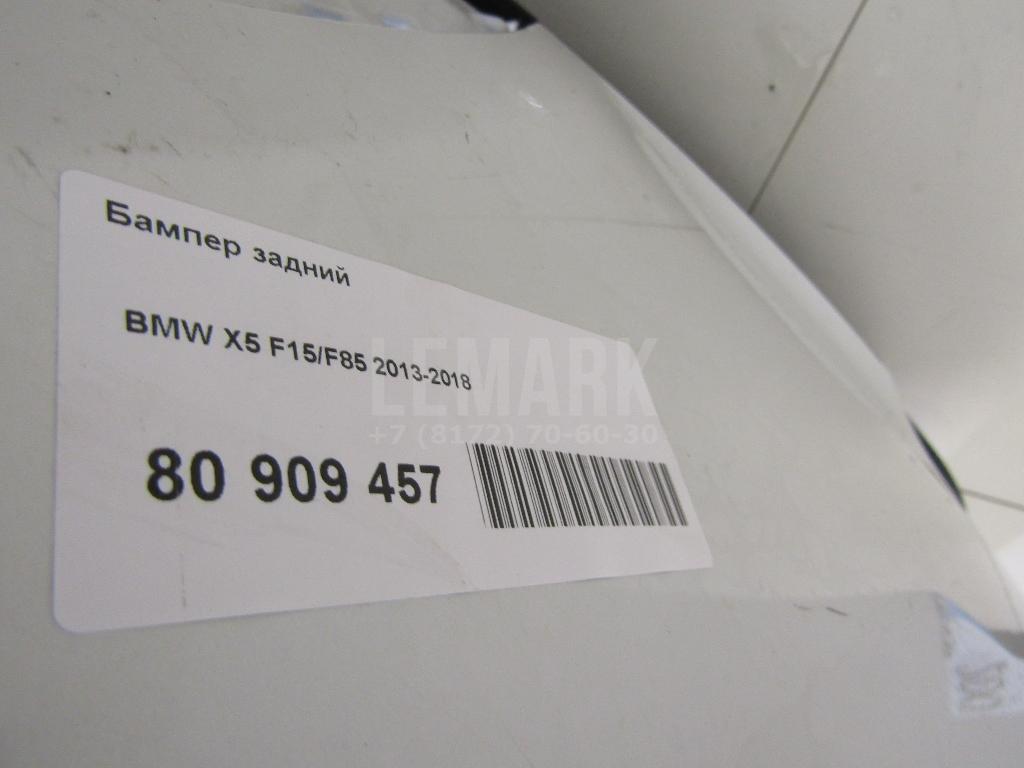 Бампер задний
BMW X5 F15/F85 2013-2018
LEMARK
+7 (8172) 70-60-30
80 909 457